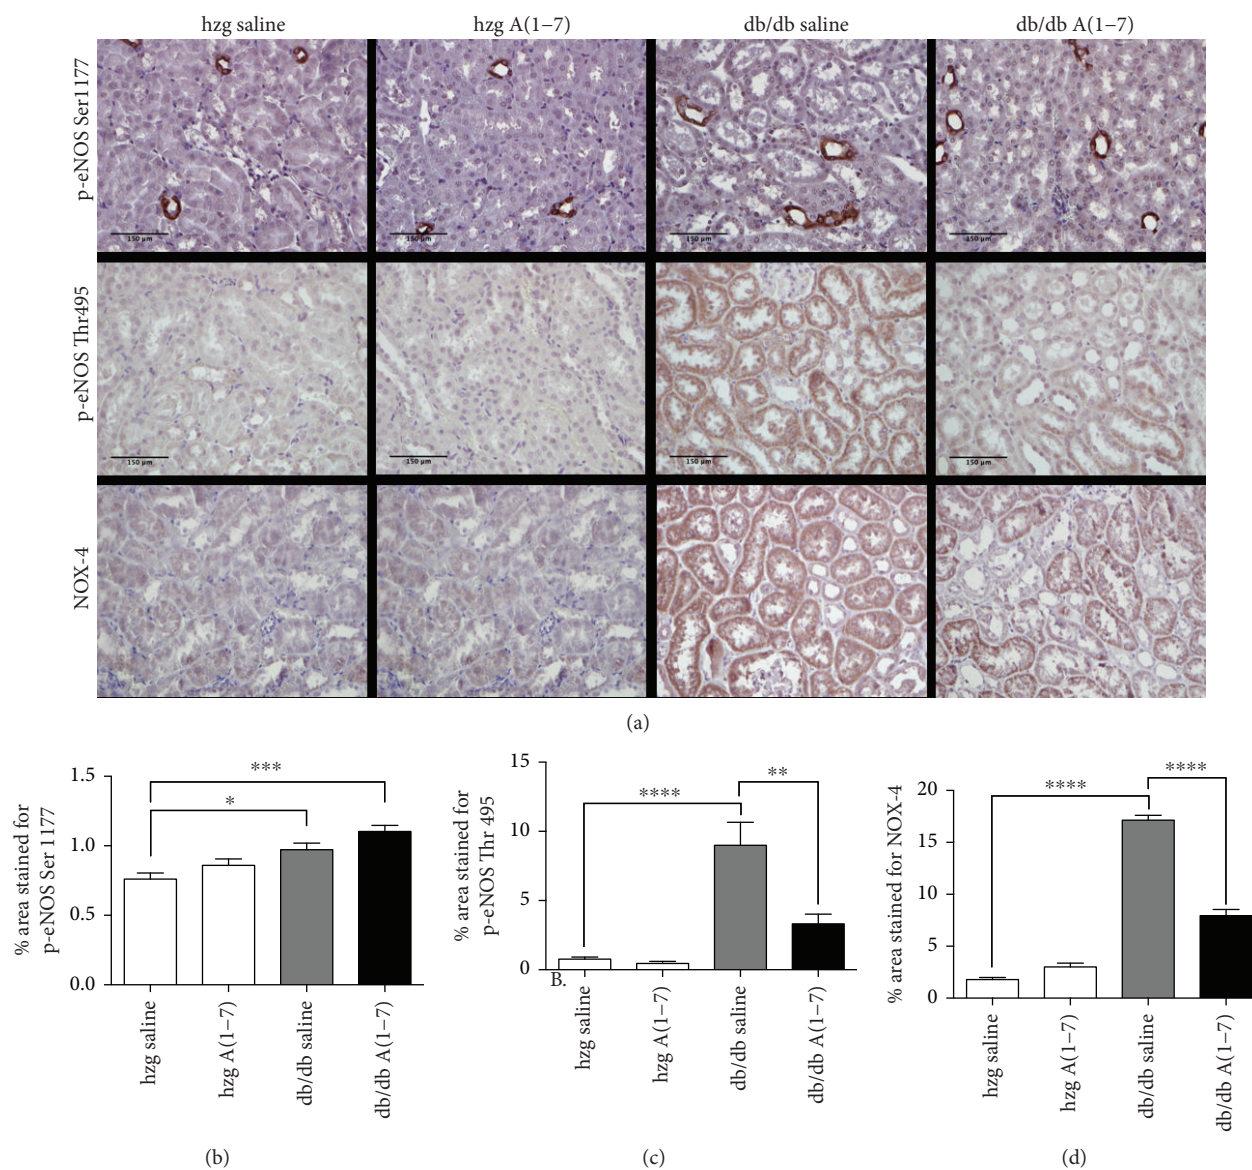 hzg saline
hzg A(1−7)
db/db saline
db/db A(1−7)
p-eNOS Ser1177
150 µm
150 µm
150 µm
150 µm
p-eNOS Thr495
150 µm
150 µm
150 µm
150 µm
NOX-4
(a)
% area stained for
p-eNOS Ser 1177
1.5
1.0
0.5
0.0
***
*
hzg saline
hzg A(1−7)
db/db saline
db/db A(1−7)
(b)
% area stained for
p-eNOS Thr 495
15
10
5
0
B.
****
**
hzg saline
hzg A(1−7)
db/db saline
db/db A(1−7)
(c)
% area stained for NOX-4
20
15
10
5
0
****
****
hzg saline
hzg A(1−7)
db/db saline
db/db A(1−7)
(d)